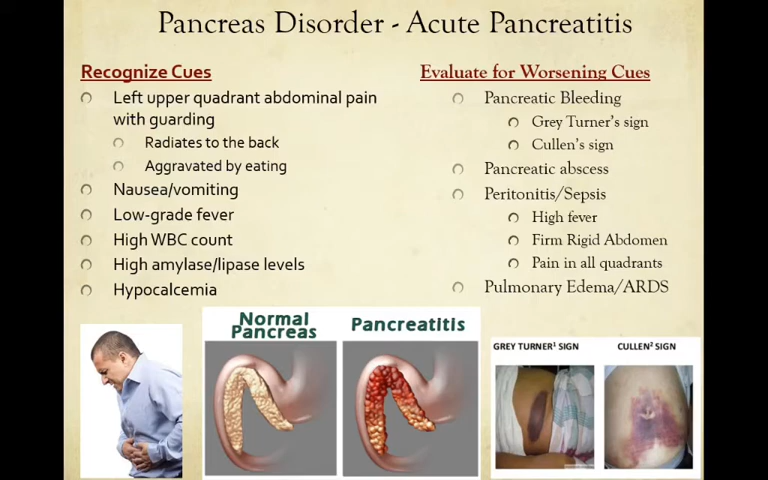 Pancreas Disorder - Acute Pancreatitis
Recognize Cues
Left upper quadrant abdominal pain
with guarding
Radiates to the back
Aggravated by eating
Nausea/vomiting
Low-grade fever
High WBC count
High amylase/lipase levels
Hypocalcemia
Evaluate for Worsening Cues
Pancreatic Bleeding
Grey Turner's sign
Cullen's sign
Pancreatic abscess
Peritonitis/Sepsis
High fever
Firm Rigid Abdomen
Pain in all quadrants
Pulmonary Edema/ARDS
Normal
Pancreas
Pancreatitis
GREY TURNER¹ SIGN
CULLEN² SIGN